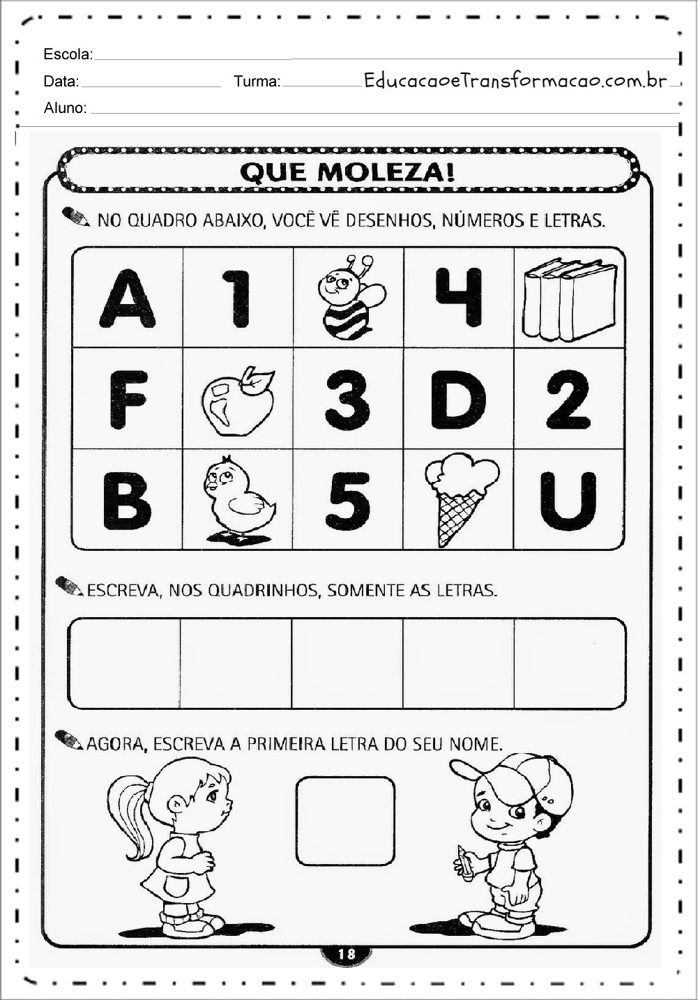 Escola:
Data: Turma: EducacaoeTransformacao.com.br
Aluno:
QUE MOLEZA!
NO QUADRO ABAIXO, VOCÊ VÊ DESENHOS, NÚMEROS E LETRAS.
A 1 4
F 3 D 2
B 5 U
ESCREVA, NOS QUADRINHOS, SOMENTE AS LETRAS.
AGORA, ESCREVA A PRIMEIRA LETRA DO SEU NOME.
18